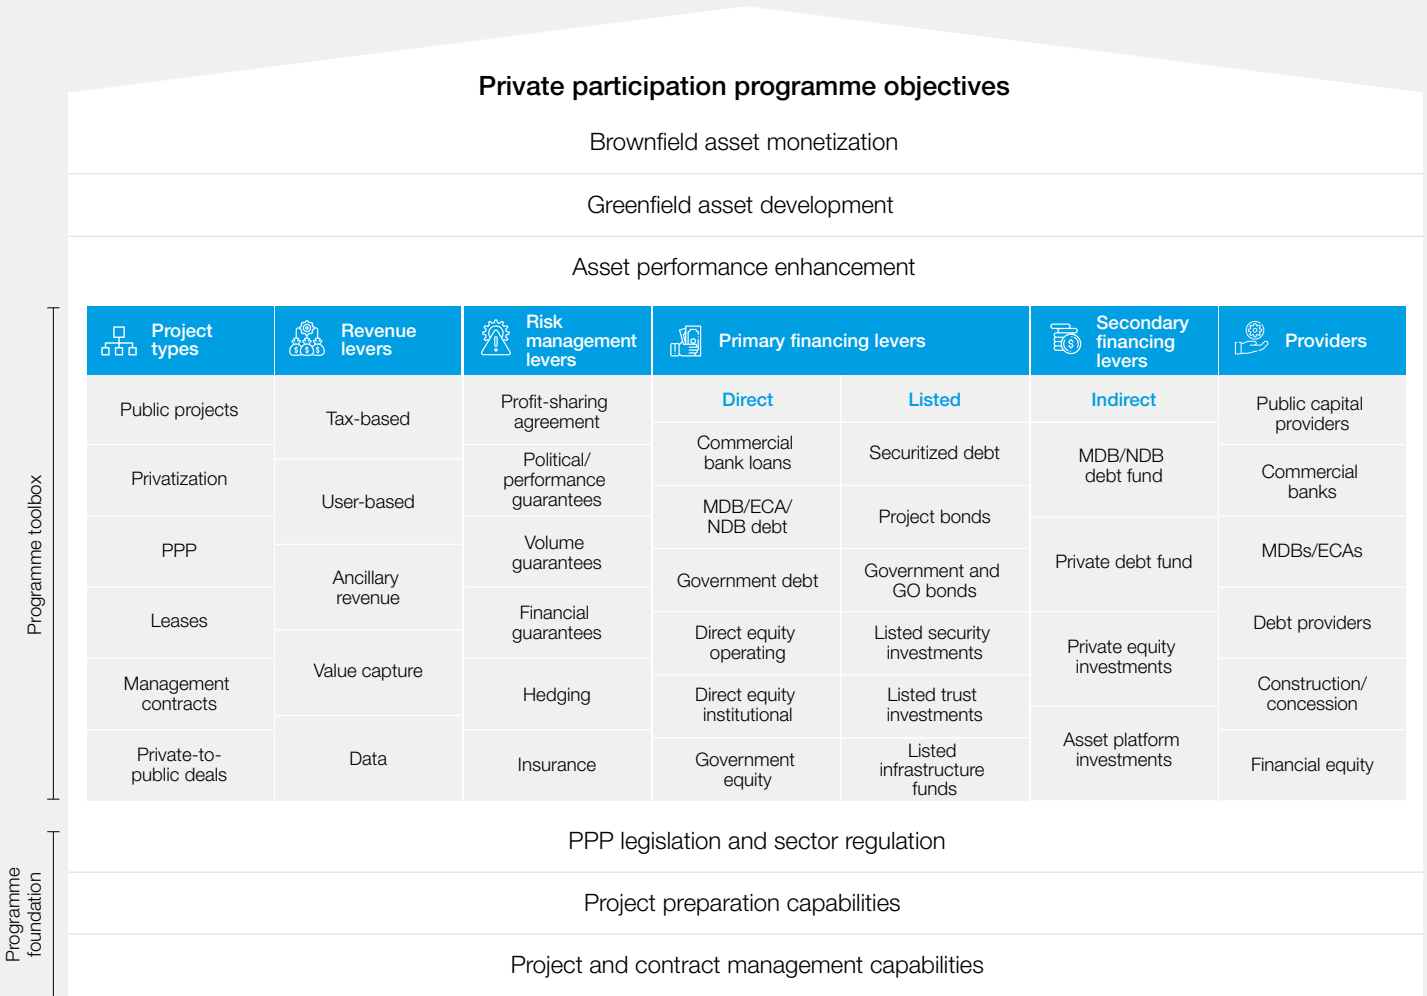 Private participation programme objectives
Brownfield asset monetization
Greenfield asset development
Asset performance enhancement
Programme toolbox
Project
types
Public projects
Privatization
PPP
Leases
Management
contracts
Private-to-
public deals
Revenue
levers
Tax-based
User-based
Ancillary
revenue
Value capture
Data
Risk
management
levers
Profit-sharing
agreement
Political/
performance
guarantees
Volume
guarantees
Financial
guarantees
Hedging
Insurance
Primary financing levers
Direct
Commercial
bank loans
MDB/ECA/
NDB debt
Government debt
Direct equity
operating
Direct equity
institutional
Government
equity
Listed
Securitized debt
Project bonds
Government and
GO bonds
Listed security
investments
Listed trust
investments
Listed
infrastructure
funds
Secondary
financing
levers
Indirect
MDB/NDB
debt fund
Private debt fund
Private equity
investments
Asset platform
investments
Providers
Public capital
providers
Commercial
banks
MDBs/ECAs
Debt providers
Construction/
concession
Financial equity
Programme
foundation
PPP legislation and sector regulation
Project preparation capabilities
Project and contract management capabilities